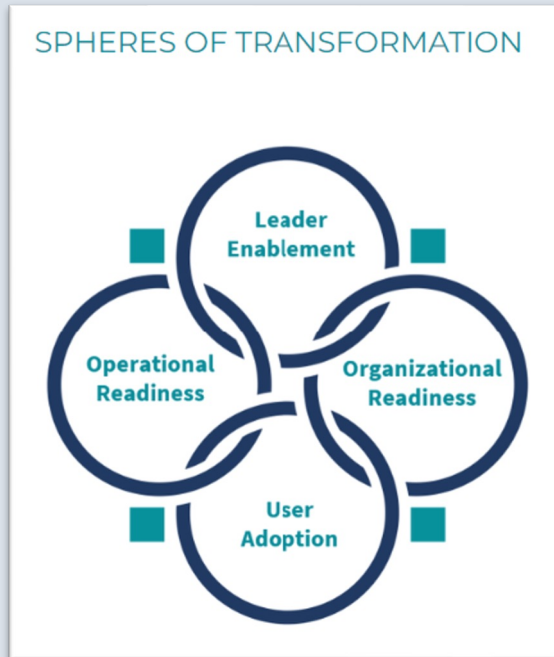 SPHERES OF TRANSFORMATION
Leader
Enablement
Operational
Readiness
Organizational
Readiness
User
Adoption